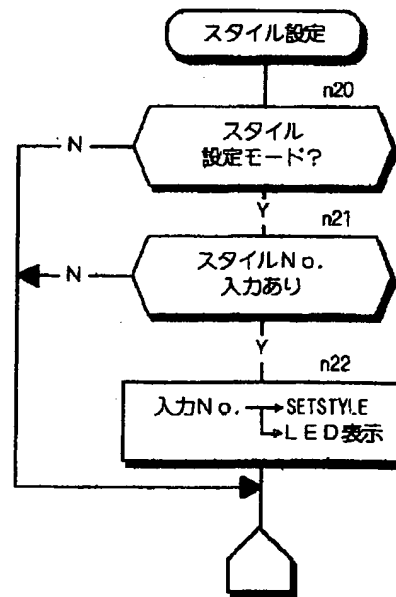 スタイル設定
n20
スタイル
設定モード?
N
Y
n21
スタイルNo.
入力あり
N
Y
n22
入力No.→SETSTYLE
→LED表示